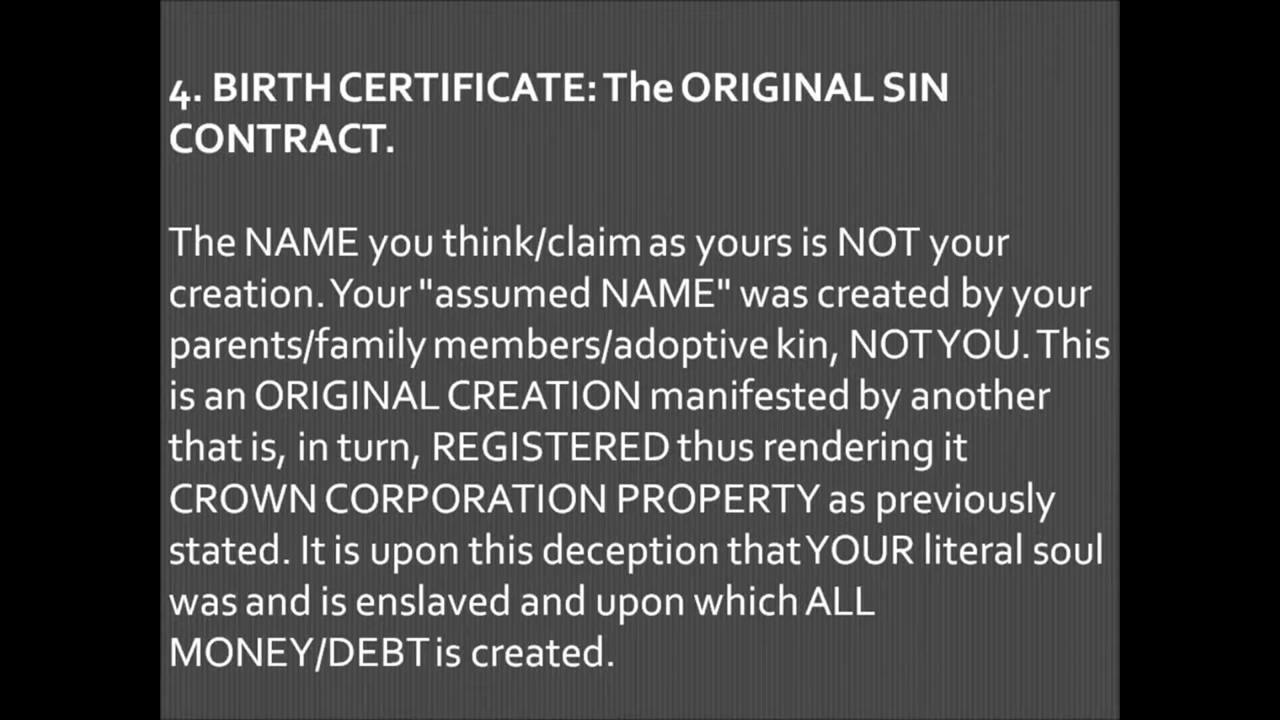 4. BIRTH CERTIFICATE: The ORIGINAL SIN
CONTRACT.
The NAME you think/claim as yours is NOT your
creation. Your "assumed NAME" was created by your
parents/family members/adoptive kin, NOT YOU. This
is an ORIGINAL CREATION manifested by another
that is, in turn, REGISTERED thus rendering it
CROWN CORPORATION PROPERTY as previously
stated. It is upon this deception that YOUR literal soul
was and is enslaved and upon which ALL
MONEY/DEBT is created.